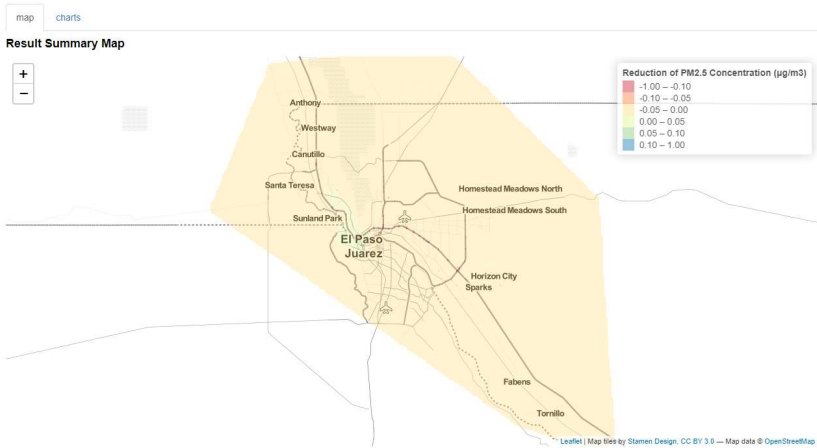 map
charts
Result Summary Map
+
−
Reduction of PM2.5 Concentration (µg/m3)
-1.00 – -0.10
-0.10 – -0.05
-0.05 – 0.00
0.00 – 0.05
0.05 – 0.10
0.10 – 1.00
Anthony
Westway
Canutillo
Santa Teresa
Homestead Meadows North
Homestead Meadows South
Sunland Park
El Paso
Juarez
Horizon City
Sparks
Fabens
Tornillo
Leaflet | Map tiles by Stamen Design, CC BY 3.0 — Map data © OpenStreetMap